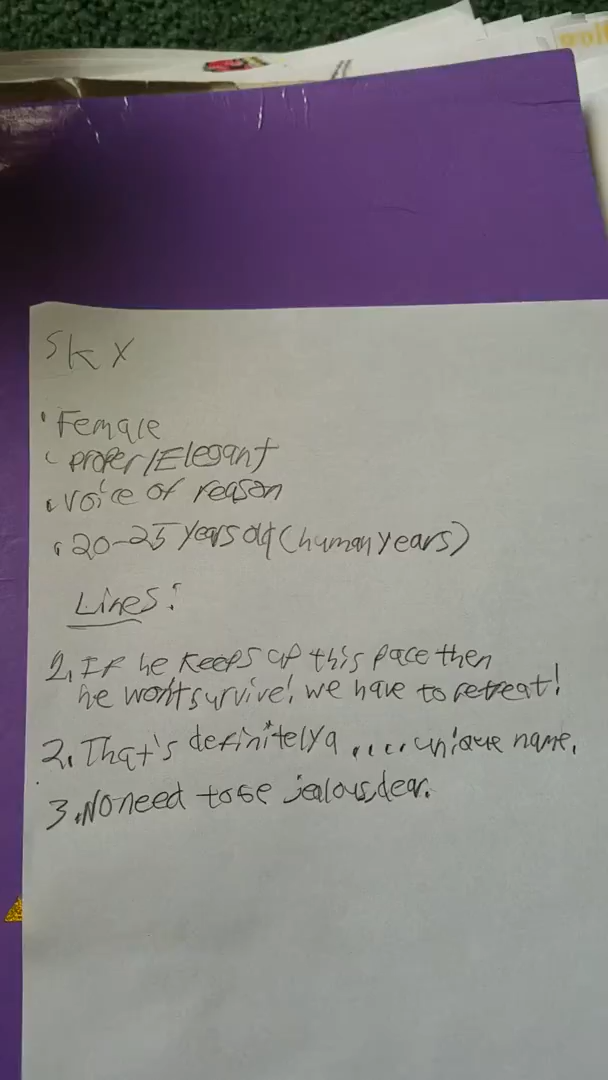 Skx
• Female
• Proper/Elegant
• Voice of reason
• 20-25 years old (human years)
Lines:
1. If he keeps up this pace then
he won't survive! we have to retreat!
2. That's definitely a .... unique name.
3. No need to be jealous, dear.